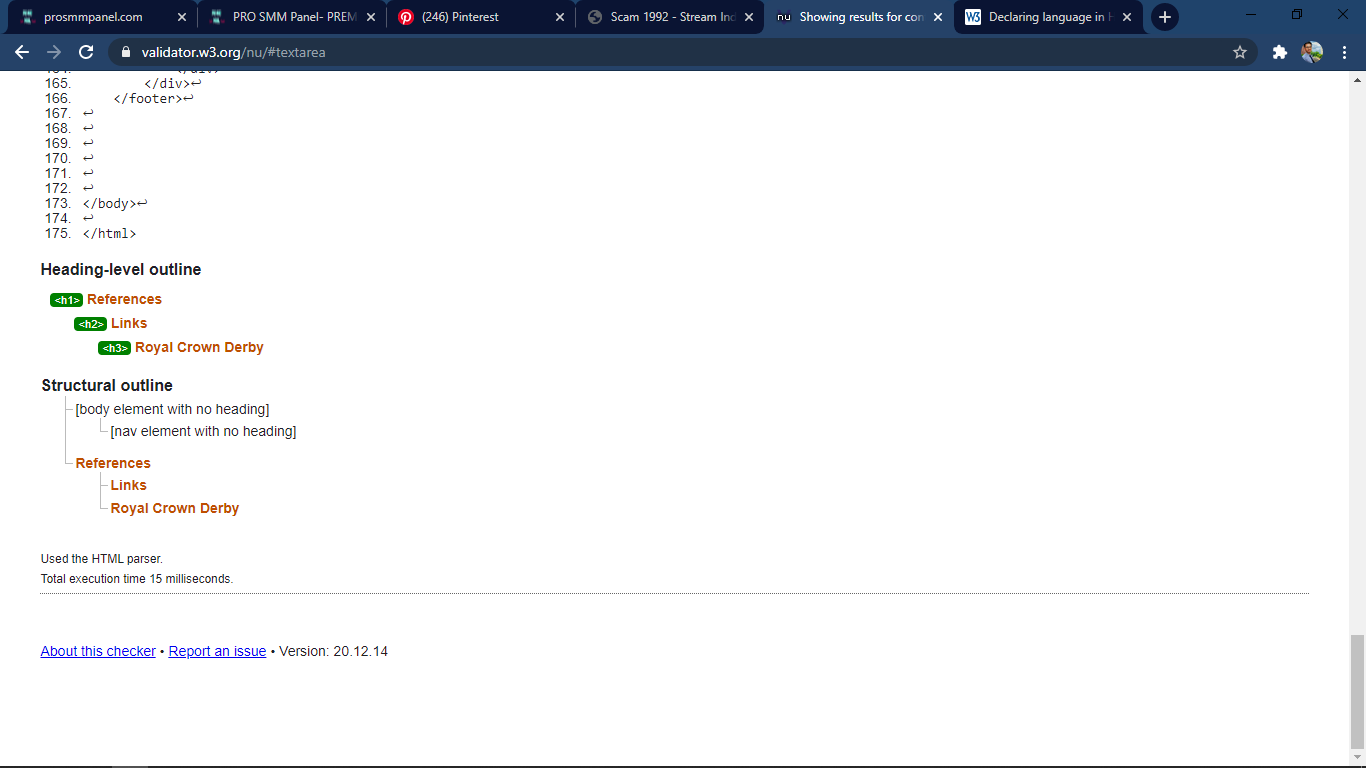 prosmmpanel.com
PRO SMM Panel- PREM
(246) Pinterest
Scam 1992 - Stream Ind
nu Showing results for con
W3 Declaring language in H
validator.w3.org/nu/#textarea
165. </div>↩
166. </footer>↩
167. ↩
168. ↩
169. ↩
170. ↩
171. ↩
172. ↩
173. </body>↩
174. ↩
175. </html>
Heading-level outline
<h1> References
<h2> Links
<h3> Royal Crown Derby
Structural outline
[body element with no heading]
[nav element with no heading]
References
Links
Royal Crown Derby
Used the HTML parser.
Total execution time 15 milliseconds.
About this checker • Report an issue • Version: 20.12.14